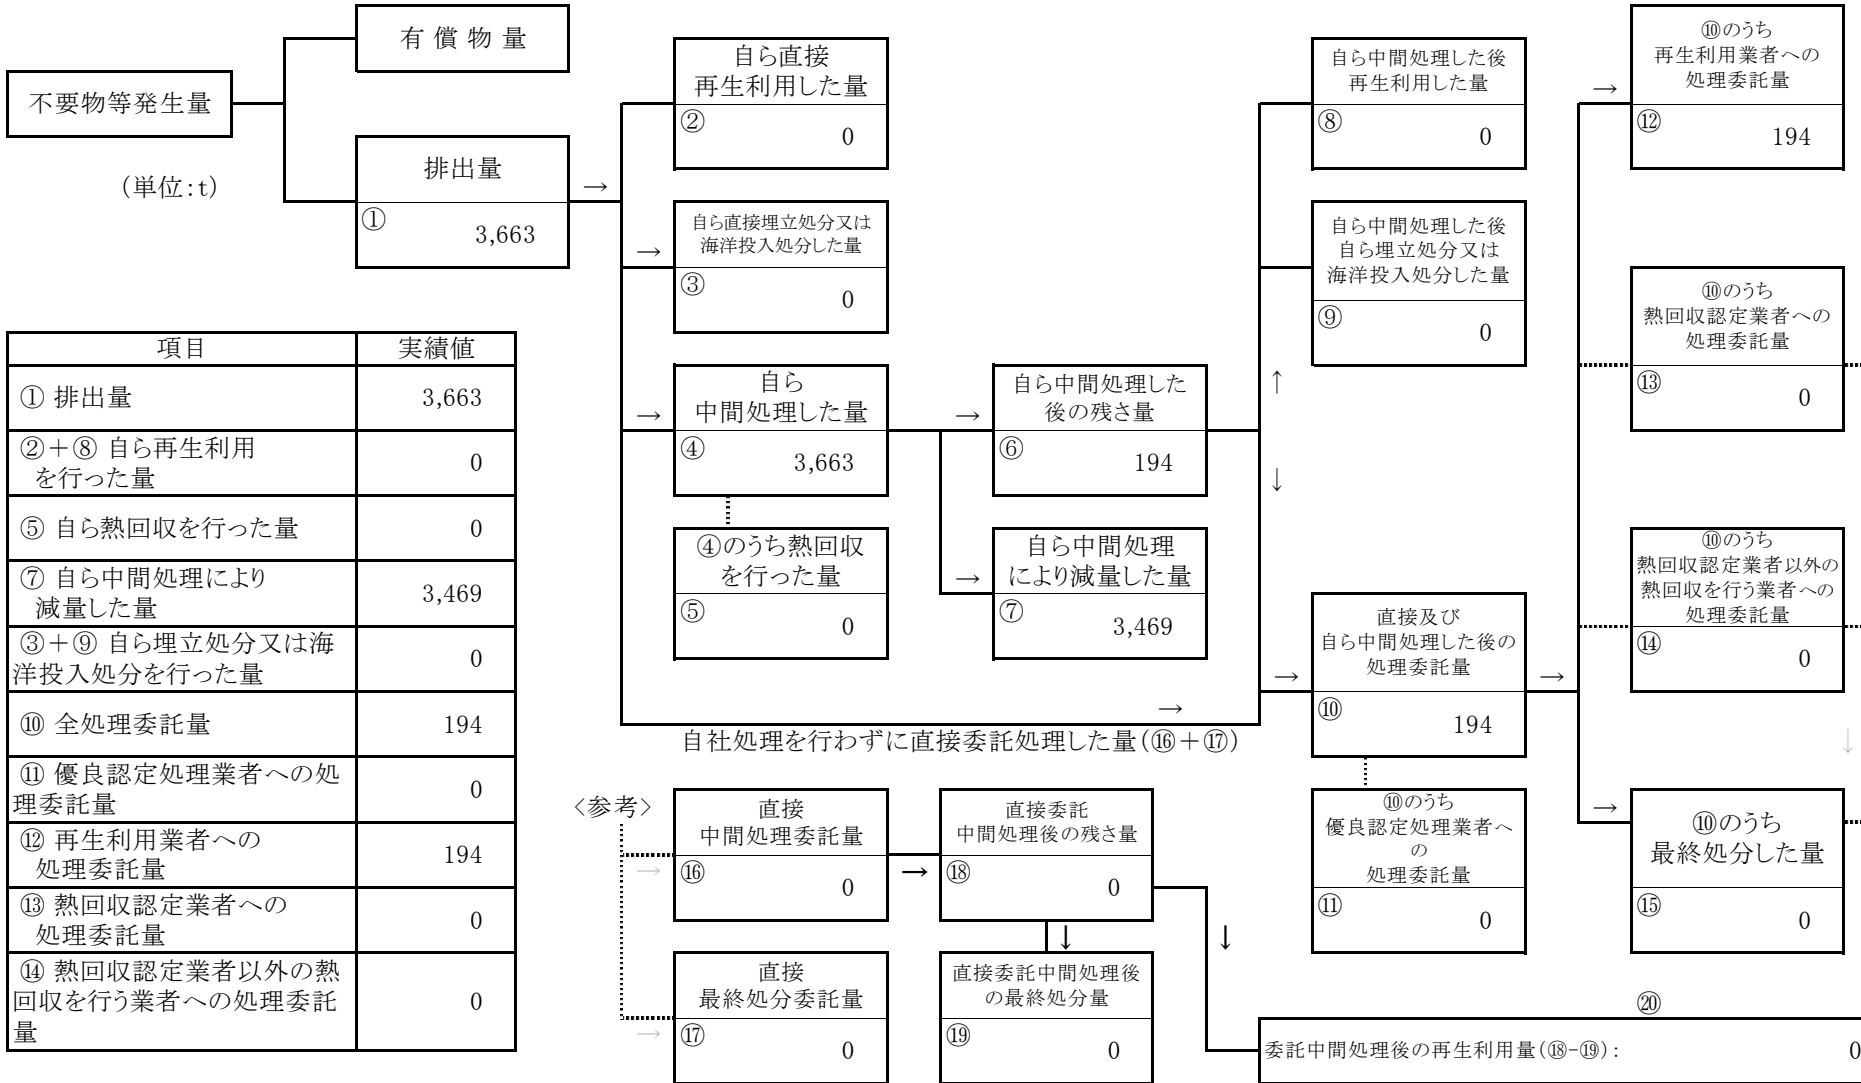 不要物等発生量
(単位:t)
有 償 物 量
排出量
①
3,663
→
項目
実績値
① 排出量
3,663
②＋⑧ 自ら再生利用
を行った量
0
⑤ 自ら熱回収を行った量
0
⑦ 自ら中間処理により
減量した量
3,469
③＋⑨ 自ら埋立処分又は海
洋投入処分を行った量
0
⑩ 全処理委託量
194
⑪ 優良認定処理業者への処
理委託量
0
⑫ 再生利用業者への
処理委託量
194
⑬ 熱回収認定業者への
処理委託量
0
⑭ 熱回収認定業者以外の熱
回収を行う業者への処理委託
量
0
自ら直接
再生利用した量
②
0
→
自ら直接埋立処分又は
海洋投入処分した量
③
0
→
自ら
中間処理した量
④
3,663
④のうち熱回収
を行った量
⑤
0
→
自ら中間処理した
後の残さ量
⑥
194
→
自ら中間処理
により減量した量
⑦
3,469
→
自社処理を行わずに直接委託処理した量(⑯＋⑰)
自ら中間処理した後
再生利用した量
⑧
0
自ら中間処理した後
自ら埋立処分又は
海洋投入処分した量
⑨
0
↑
↓
→
直接及び
自ら中間処理した後の
処理委託量
⑩
194
→
⑩のうち
優良認定処理業者へ
の
処理委託量
⑪
0
→
⑩のうち
再生利用業者への
処理委託量
⑫
194
⑩のうち
熱回収認定業者への
処理委託量
⑬
0
⑩のうち
熱回収認定業者以外の
熱回収を行う業者への
処理委託量
⑭
0
↓
→
⑩のうち
最終処分した量
⑮
0
〈参考〉
→
直接
中間処理委託量
⑯
0
→
直接委託
中間処理後の残さ量
⑱
0
↓
↓
→
直接
最終処分委託量
⑰
0
直接委託中間処理後
の最終処分量
⑲
0
⑳
委託中間処理後の再生利用量(⑱-⑲)：
0